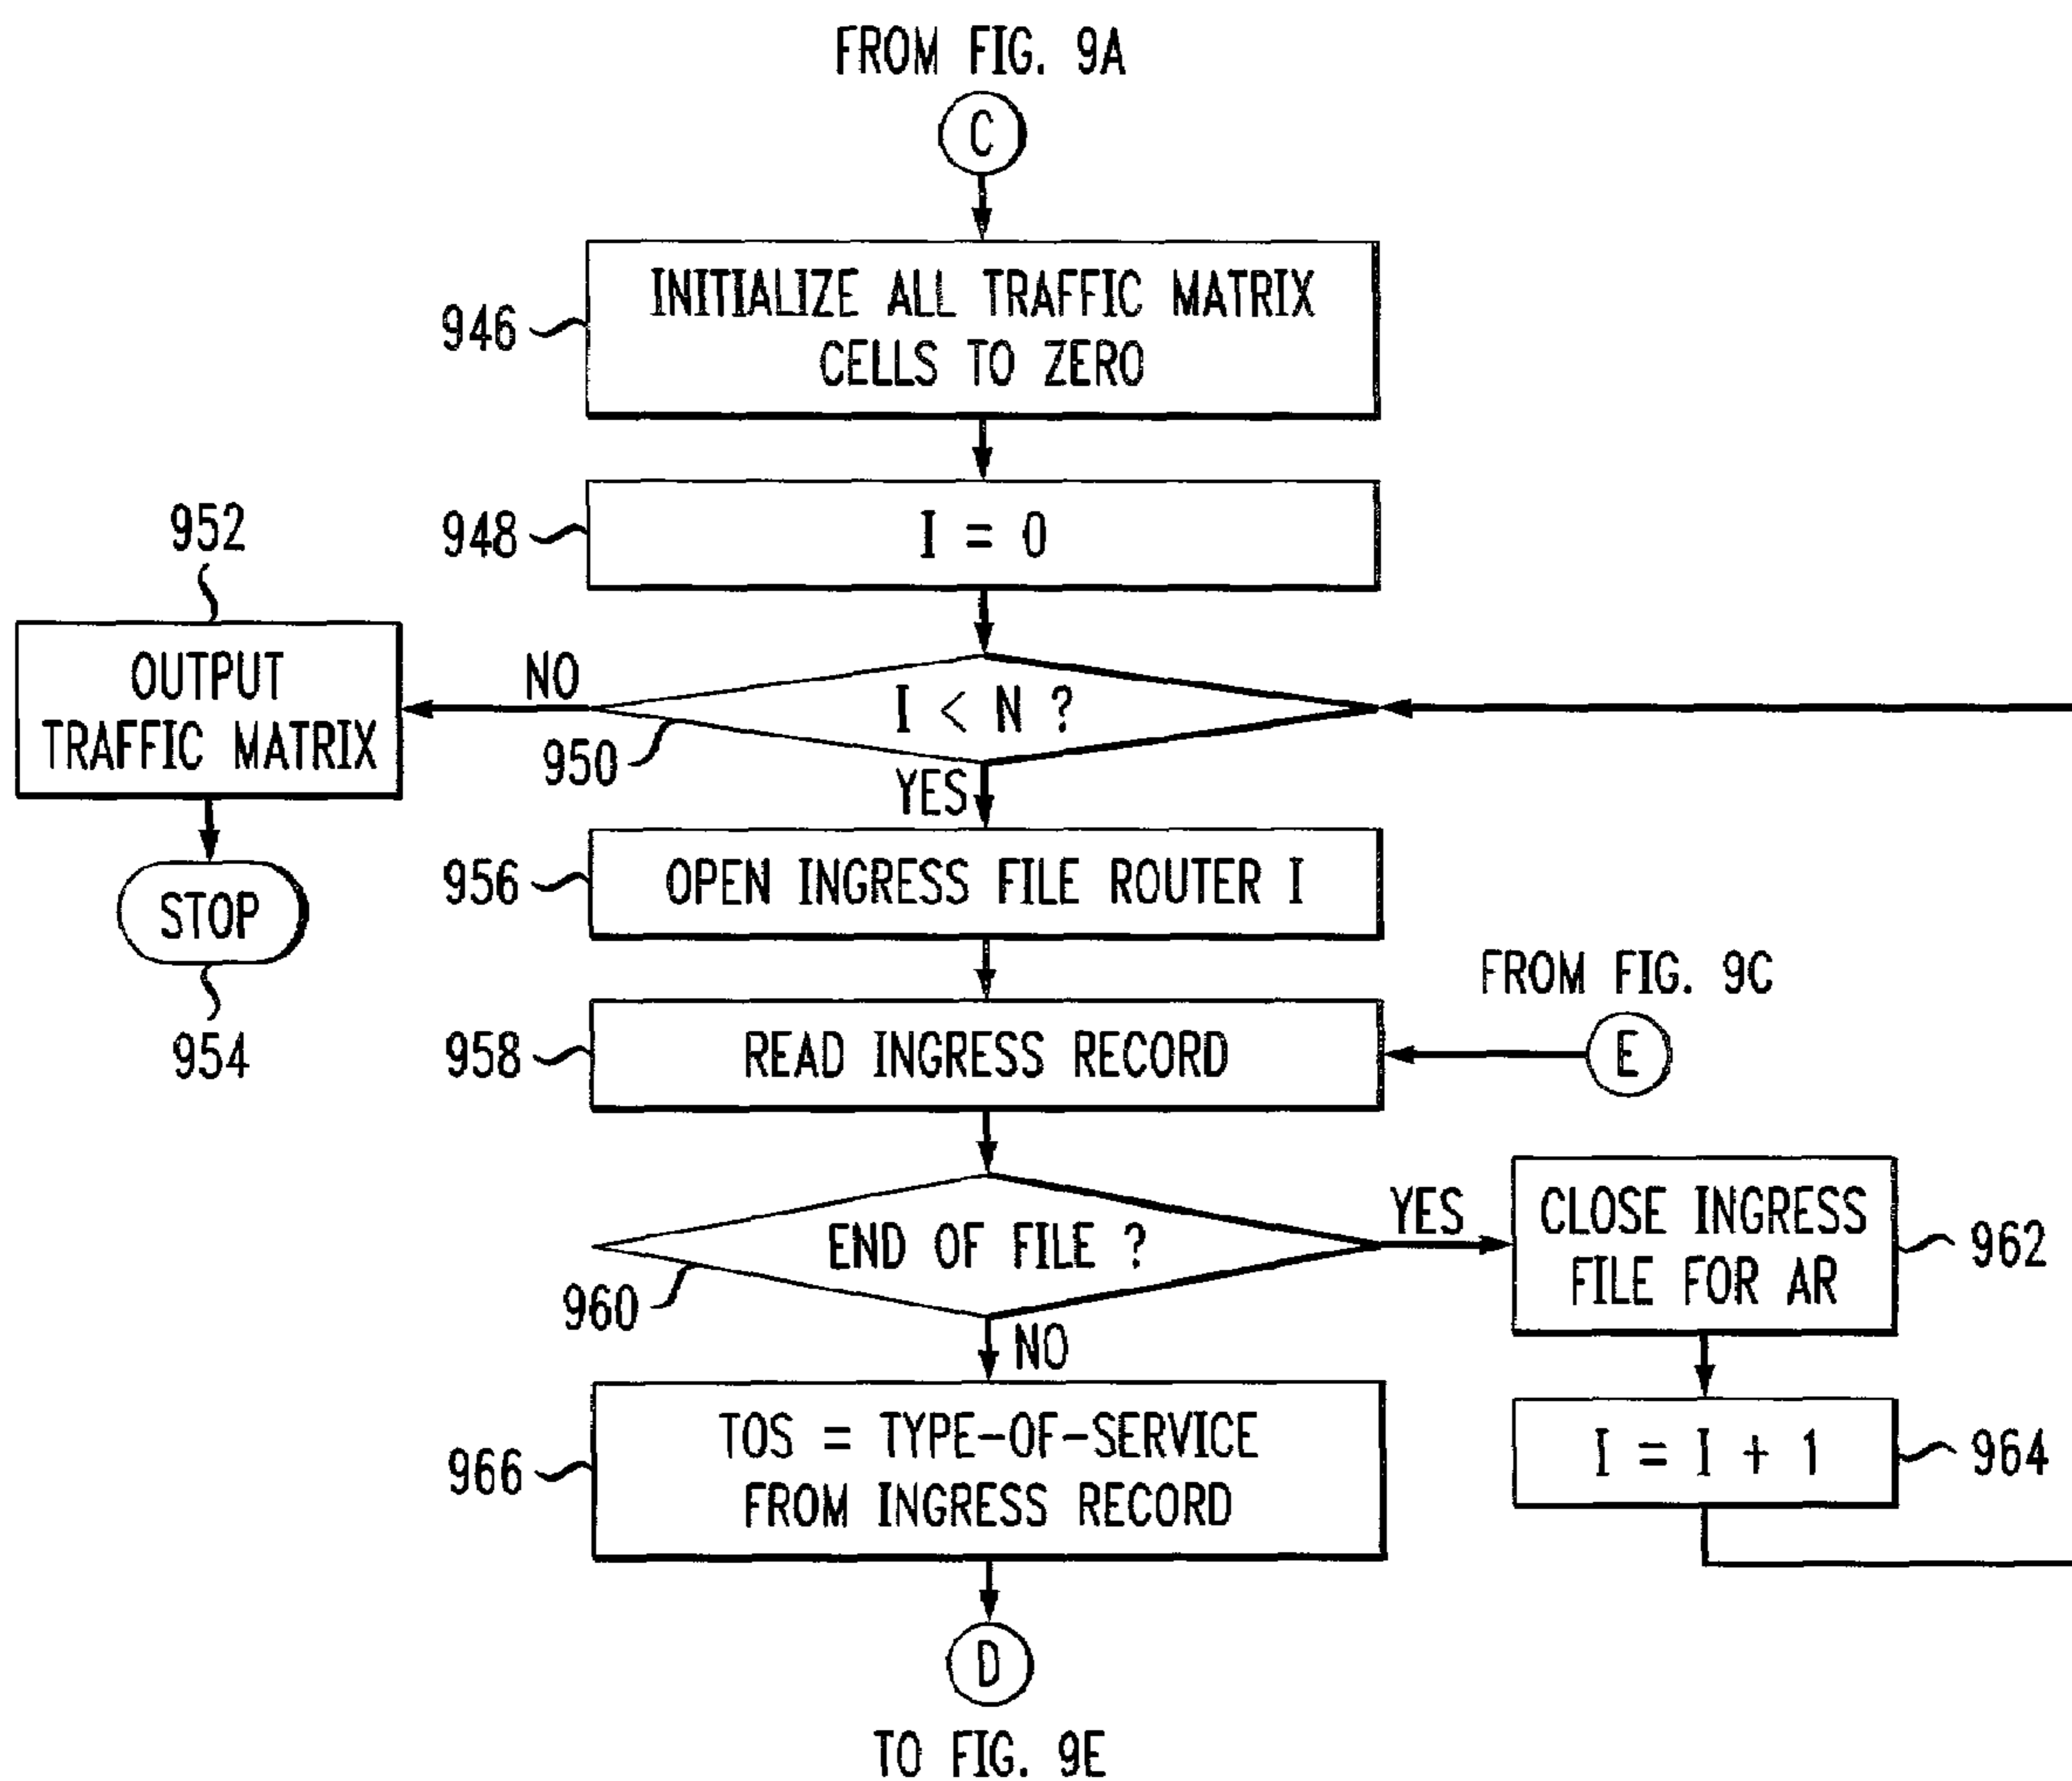 FROM FIG. 9A
C
INITIALIZE ALL TRAFFIC MATRIX
CELLS TO ZERO
946
I = 0
948
952
OUTPUT
TRAFFIC MATRIX
NO
I < N ?
950
YES
STOP
954
956
OPEN INGRESS FILE ROUTER I
FROM FIG. 9C
958
READ INGRESS RECORD
E
END OF FILE ?
960
YES
CLOSE INGRESS
FILE FOR AR
962
NO
I = I + 1
964
966
TOS = TYPE-OF-SERVICE
FROM INGRESS RECORD
D
TO FIG. 9E